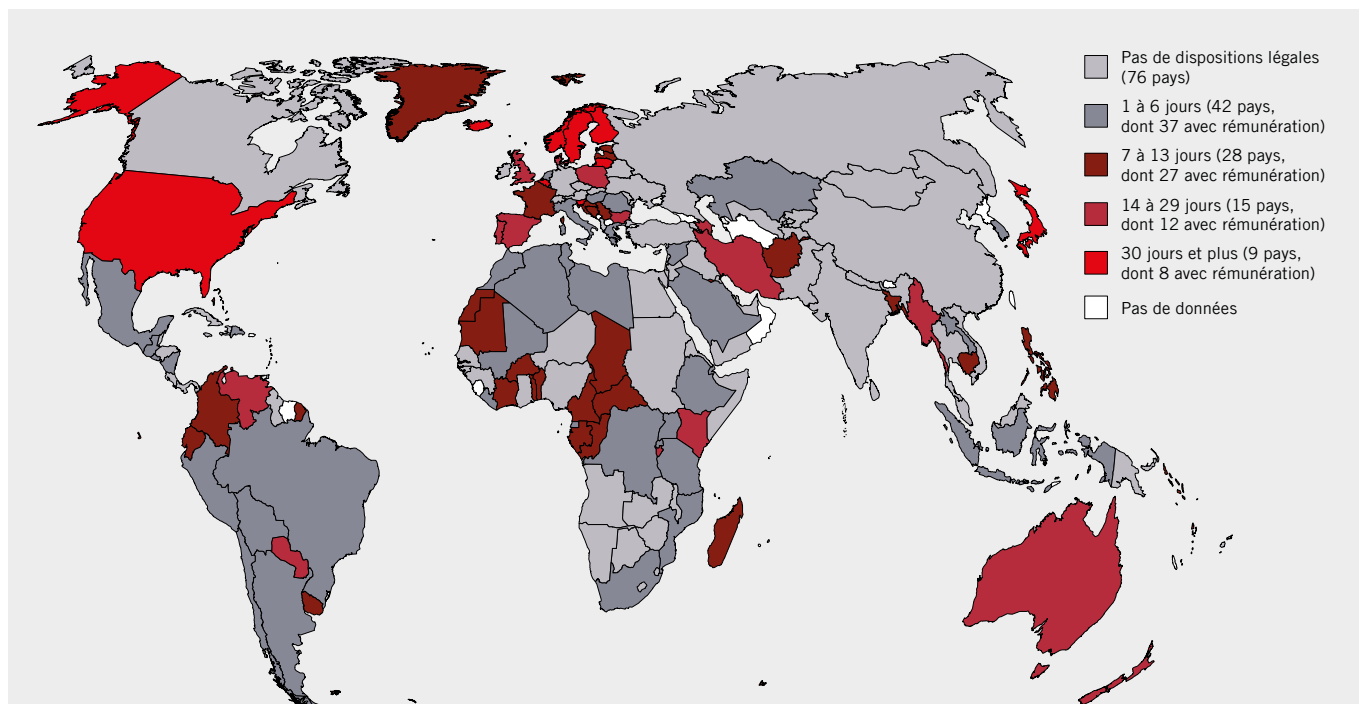 Pas de dispositions légales
(76 pays)
1 à 6 jours (42 pays,
dont 37 avec rémunération)
7 à 13 jours (28 pays,
dont 27 avec rémunération)
14 à 29 jours (15 pays,
dont 12 avec rémunération)
30 jours et plus (9 pays,
dont 8 avec rémunération)
Pas de données